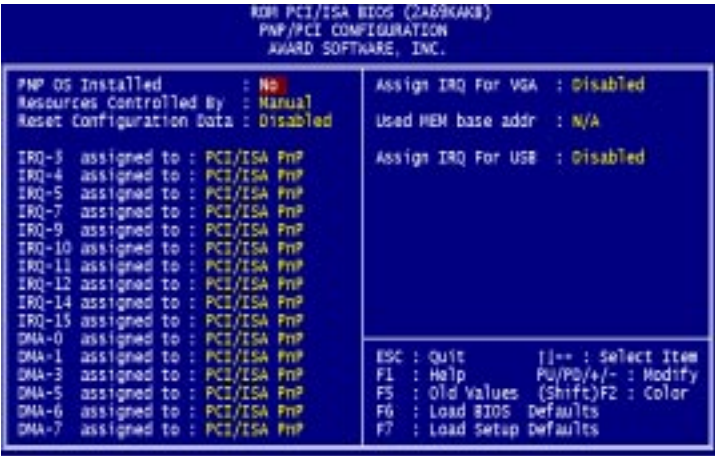 ROM PCI/ISA BIOS (2A69KAKB)
PNP/PCI CONFIGURATION
AWARD SOFTWARE, INC.
PNP OS Installed : No
Resources Controlled By : Manual
Reset Configuration Data : Disabled
IRQ-3 assigned to : PCI/ISA PnP
IRQ-4 assigned to : PCI/ISA PnP
IRQ-5 assigned to : PCI/ISA PnP
IRQ-7 assigned to : PCI/ISA PnP
IRQ-9 assigned to : PCI/ISA PnP
IRQ-10 assigned to : PCI/ISA PnP
IRQ-11 assigned to : PCI/ISA PnP
IRQ-12 assigned to : PCI/ISA PnP
IRQ-14 assigned to : PCI/ISA PnP
IRQ-15 assigned to : PCI/ISA PnP
DMA-0 assigned to : PCI/ISA PnP
DMA-1 assigned to : PCI/ISA PnP
DMA-3 assigned to : PCI/ISA PnP
DMA-5 assigned to : PCI/ISA PnP
DMA-6 assigned to : PCI/ISA PnP
DMA-7 assigned to : PCI/ISA PnP
Assign IRQ For VGA : Disabled
Used MEM base addr : N/A
Assign IRQ For USB : Disabled
ESC : Quit : Select Item
F1 : Help PU/PD/+/- : Modify
F5 : Old Values (Shift)F2 : Color
F6 : Load BIOS Defaults
F7 : Load Setup Defaults